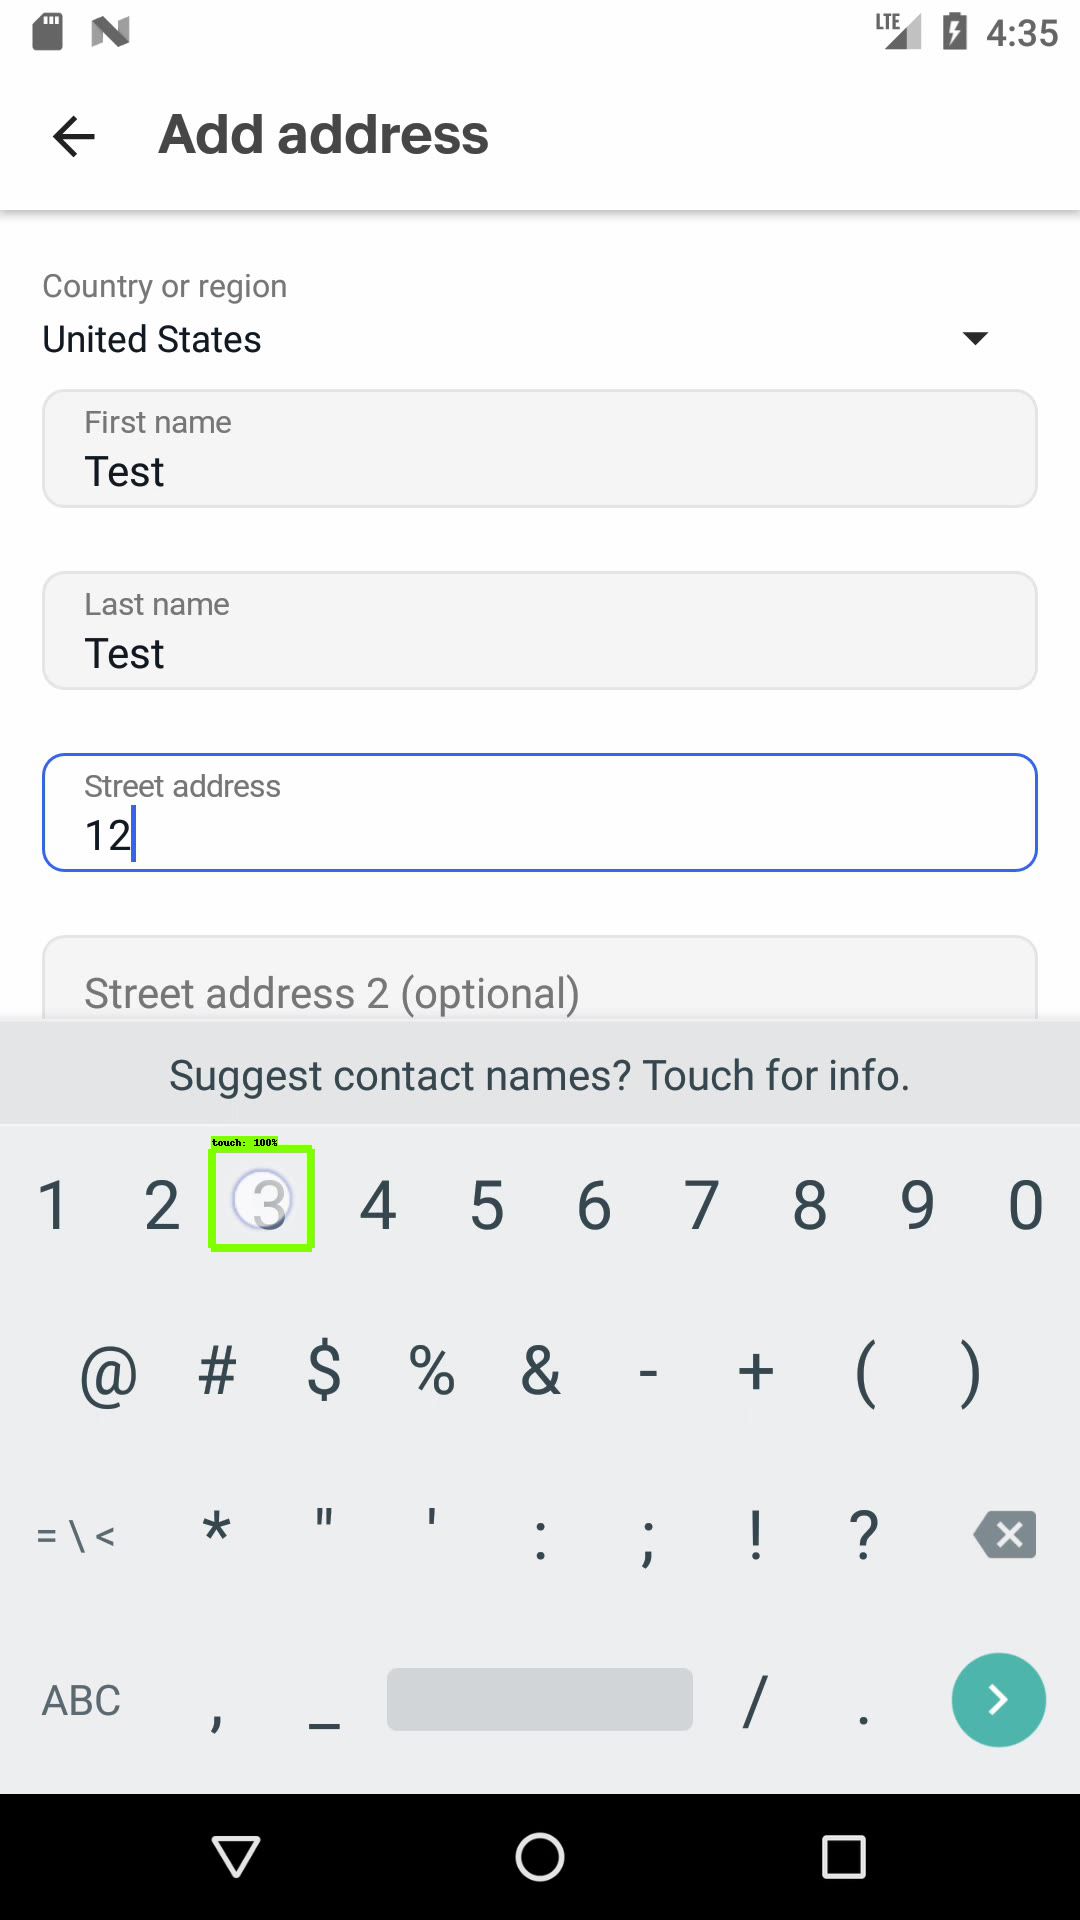 LTE 4:35
Add address
Country or region
United States
First name
Test
Last name
Test
Street address
12
Street address 2 (optional)
Suggest contact names? Touch for info.
touch: 100%
1 2 3 4 5 6 7 8 9 0
@ # $ % & - + ( )
= \ < * " ' : ; ! ?
ABC , _ / .